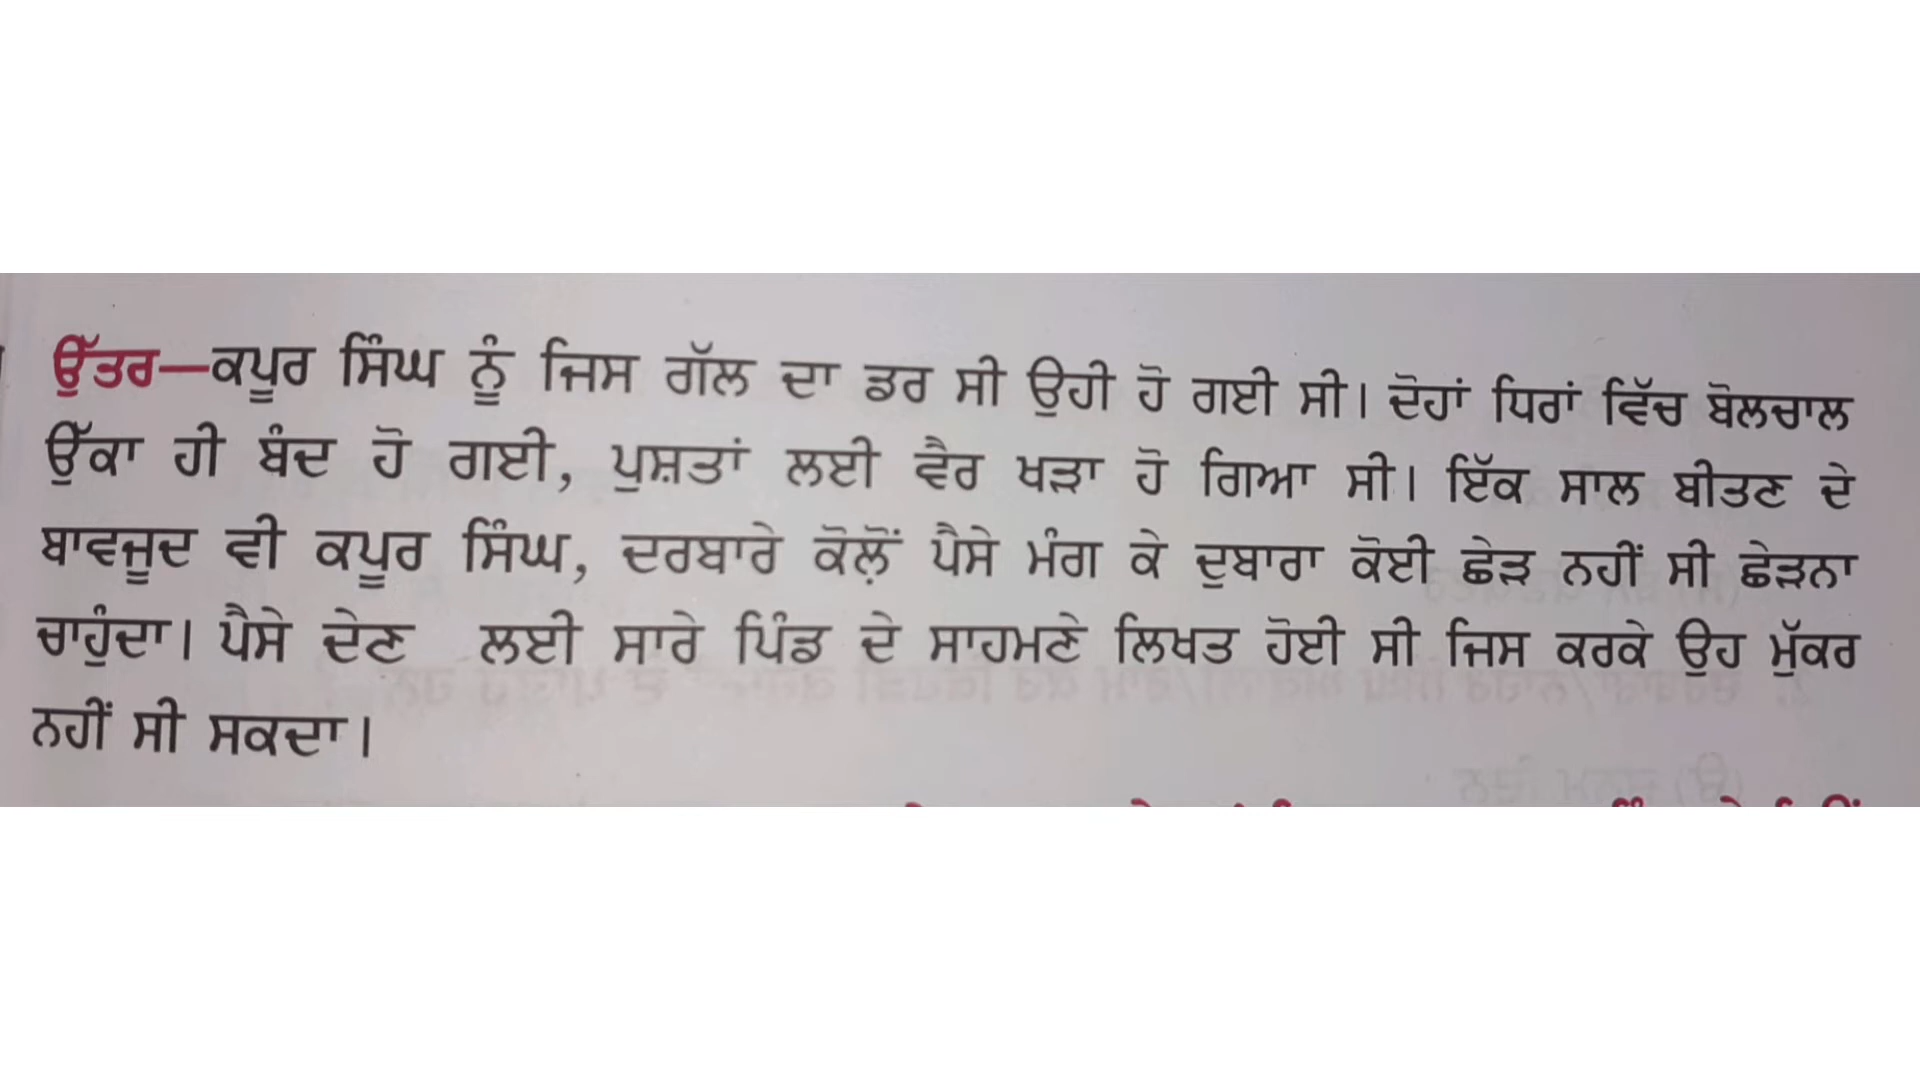 ਉੱਤਰ—ਕਪੂਰ ਸਿੰਘ ਨੂੰ ਜਿਸ ਗੱਲ ਦਾ ਡਰ ਸੀ ਉਹੀ ਹੋ ਗਈ ਸੀ। ਦੋਹਾਂ ਧਿਰਾਂ ਵਿੱਚ ਬੋਲਚਾਲ
ਉੱਕਾ ਹੀ ਬੰਦ ਹੋ ਗਈ, ਪੁਸ਼ਤਾਂ ਲਈ ਵੈਰ ਖੜਾ ਹੋ ਗਿਆ ਸੀ। ਇੱਕ ਸਾਲ ਬੀਤਣ ਦੇ
ਬਾਵਜੂਦ ਵੀ ਕਪੂਰ ਸਿੰਘ, ਦਰਬਾਰੇ ਕੋਲ਼ੋਂ ਪੈਸੇ ਮੰਗ ਕੇ ਦੁਬਾਰਾ ਕੋਈ ਛੇੜ ਨਹੀਂ ਸੀ ਛੇੜਨਾ
ਚਾਹੁੰਦਾ। ਪੈਸੇ ਦੇਣ ਲਈ ਸਾਰੇ ਪਿੰਡ ਦੇ ਸਾਹਮਣੇ ਲਿਖਤ ਹੋਈ ਸੀ ਜਿਸ ਕਰਕੇ ਉਹ ਮੁੱਕਰ
ਨਹੀਂ ਸੀ ਸਕਦਾ।